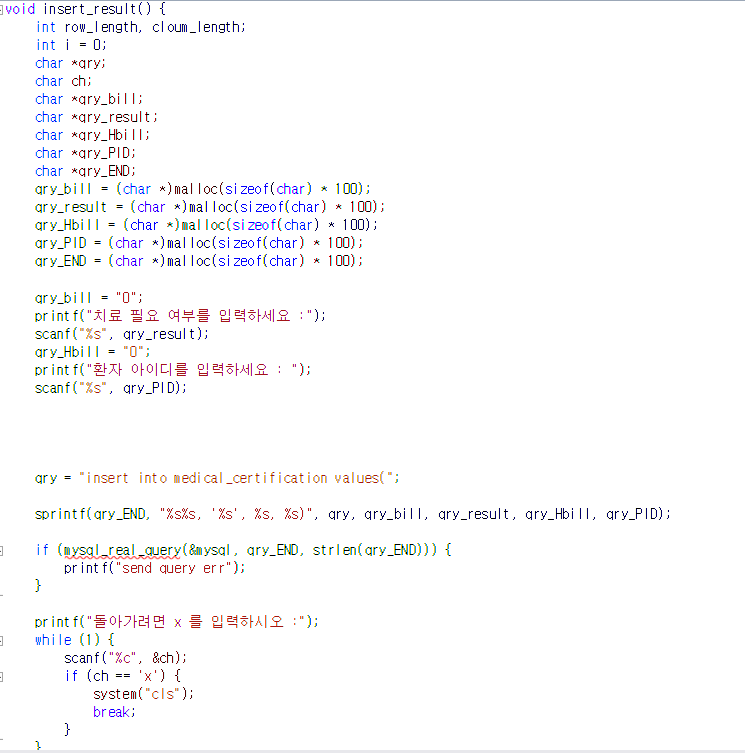 void insert_result() {
int row_length, cloum_length;
int i = 0;
char *qry;
char ch;
char *qry_bill;
char *qry_result;
char *qry_Hbill;
char *qry_PID;
char *qry_END;
qry_bill = (char *)malloc(sizeof(char) * 100);
qry_result = (char *)malloc(sizeof(char) * 100);
qry_Hbill = (char *)malloc(sizeof(char) * 100);
qry_PID = (char *)malloc(sizeof(char) * 100);
qry_END = (char *)malloc(sizeof(char) * 100);
qry_bill = "0";
printf("치료 필요 여부를 입력하세요 :");
scanf("%s", qry_result);
qry_Hbill = "0";
printf("환자 아이디를 입력하세요 : ");
scanf("%s", qry_PID);
qry = "insert into medical_certification values(";
sprintf(qry_END, "%s%s, '%s', %s, %s)", qry, qry_bill, qry_result, qry_Hbill, qry_PID);
if (mysql_real_query(&mysql, qry_END, strlen(qry_END))) {
printf("send query err");
}
printf("돌아가려면 x 를 입력하시오 :");
while (1) {
scanf("%c", &ch);
if (ch == 'x') {
system("cls");
break;
}
}